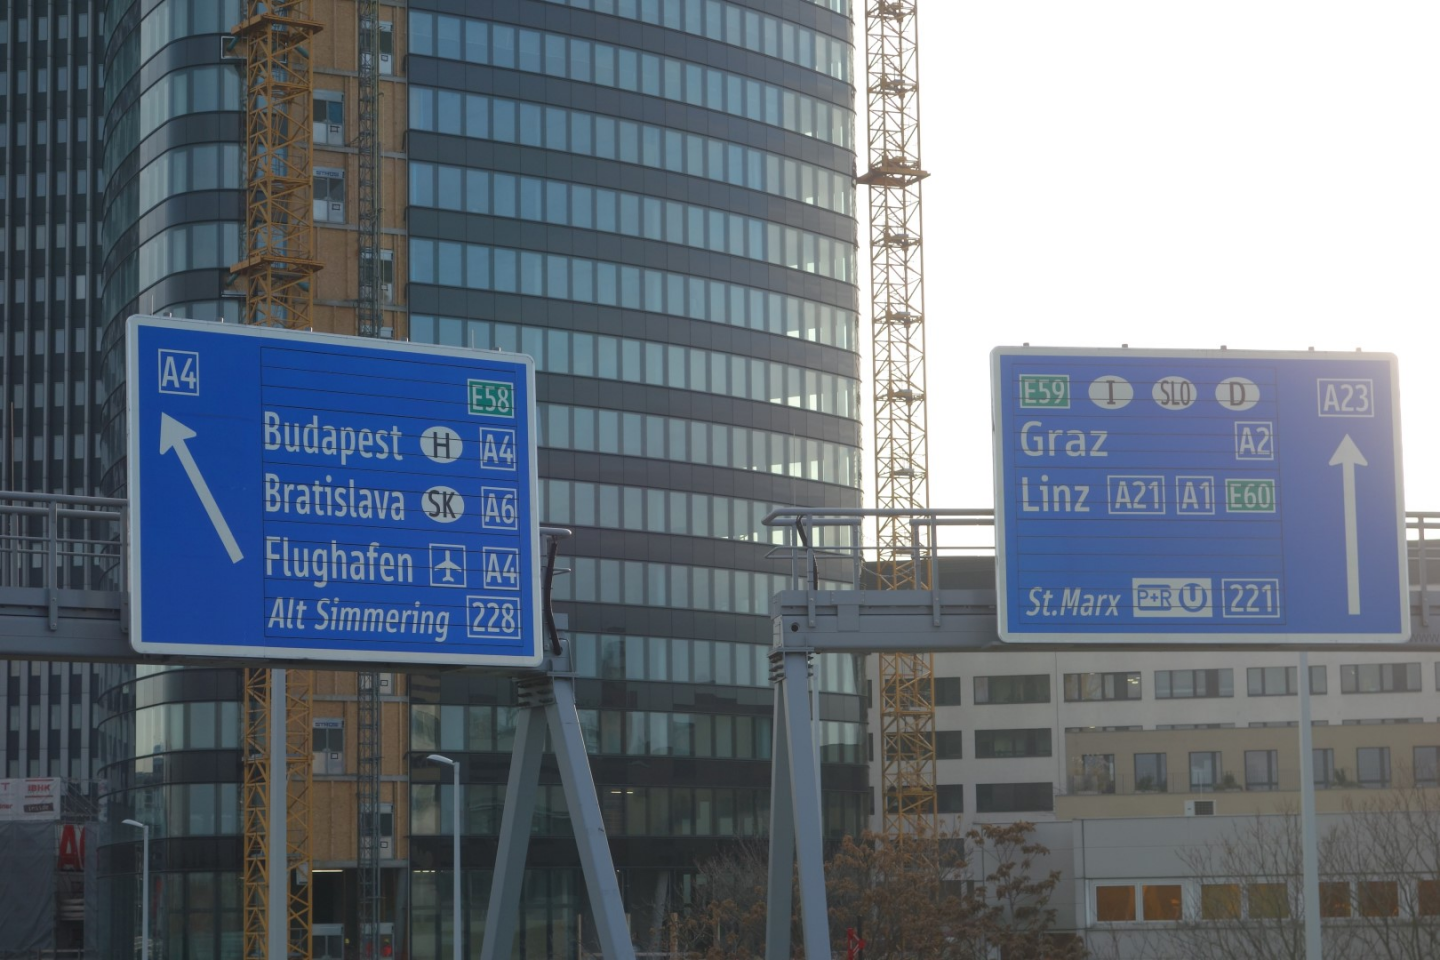 A4
E58
Budapest H A4
Bratislava SK A6
Flughafen A4
Alt Simmering 228
E59 I SLO D A23
Graz A2
Linz A21 A1 E60
St.Marx P+R U 221